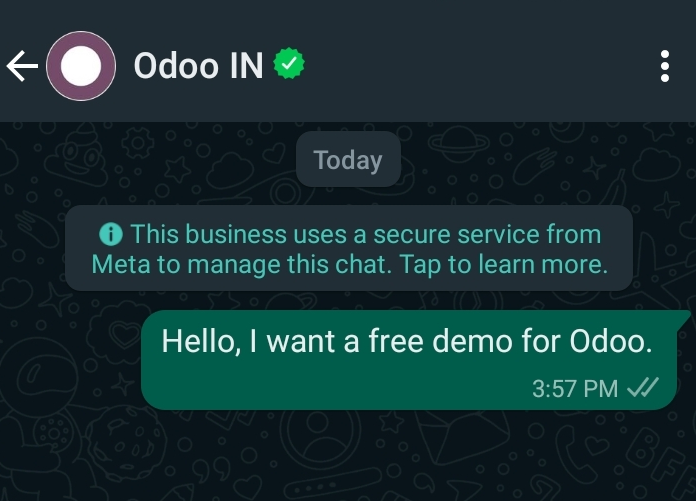 Odoo IN
Today
This business uses a secure service from
Meta to manage this chat. Tap to learn more.
Hello, I want a free demo for Odoo.
3:57 PM